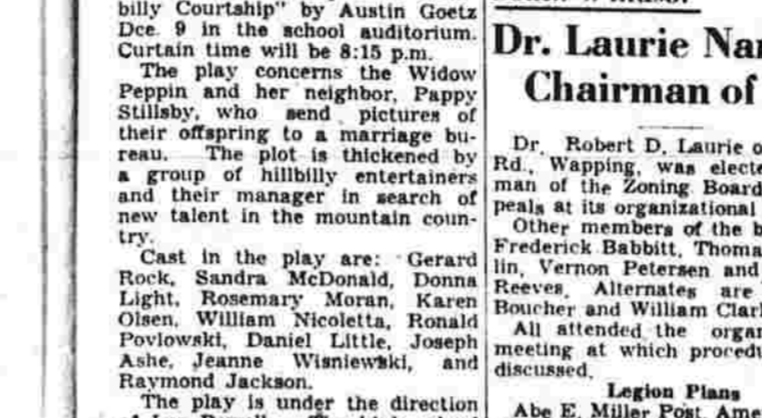 billy Courtship" by Austin Goetz
Dce. 9 in the school auditorium.
Curtain time will be 8:15 p.m.
The play concerns the Widow
Peppin and her neighbor, Pappy
Stillsby, who send pictures of
their offspring to a marriage bu-
reau. The plot is thickened by
a group of hillbilly entertainers
and their manager in search of
new talent in the mountain coun-
try.
Cast in the play are: Gerard
Rock, Sandra McDonald, Donna
Light, Rosemary Moran, Karen
Olsen, William Nicoletta, Ronald
Povlowski, Daniel Little, Joseph
Ashe, Jeanne Wisniewski, and
Raymond Jackson.
The play is under the direction
Dr. Laurie
Chairman of
Dr. Robert D. Laurie
Rd., Wapping, was
man of the Zoning Board
peals at its organizational
Other members of the
Frederick Babbitt,
lin, Vernon Petersen and
Reeves. Alternates are
Boucher and William
All attended the
meeting at which
discussed.
Legion Plans
Abe E. Miller Post